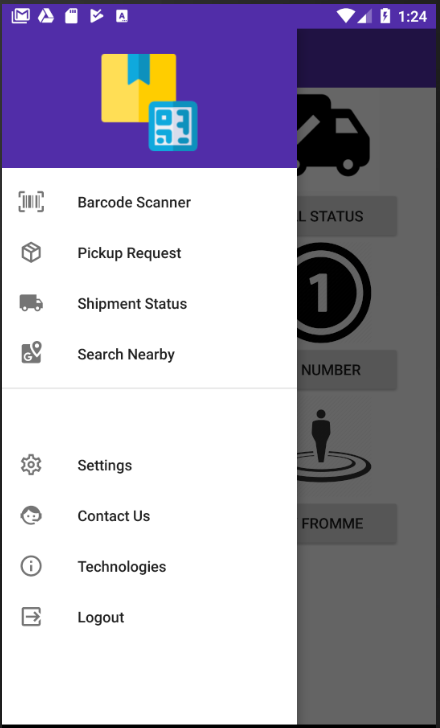 1:24
Barcode Scanner
Pickup Request
Shipment Status
Search Nearby
Settings
Contact Us
Technologies
Logout
L STATUS
1
NUMBER
FROMME